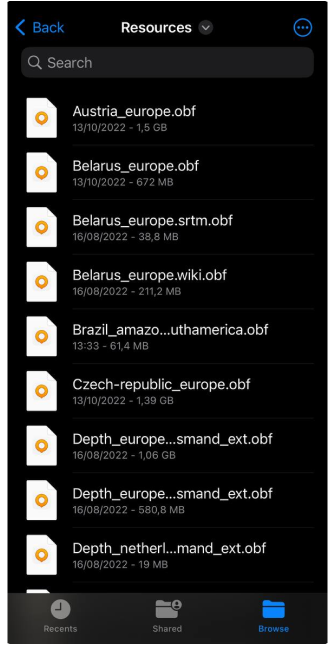 Back
Resources
Search
Austria_europe.obf
13/10/2022 - 1,5 GB
Belarus_europe.obf
13/10/2022 - 672 MB
Belarus_europe.srtm.obf
16/08/2022 - 38,8 MB
Belarus_europe.wiki.obf
16/08/2022 - 211,2 MB
Brazil_amazo...uthamerica.obf
13:33 - 61,4 MB
Czech-republic_europe.obf
13/10/2022 - 1,39 GB
Depth_europe...smand_ext.obf
16/08/2022 - 1,06 GB
Depth_europe...smand_ext.obf
16/08/2022 - 580,8 MB
Depth_netherl...mand_ext.obf
16/08/2022 - 19 MB
Recents
Shared
Browse